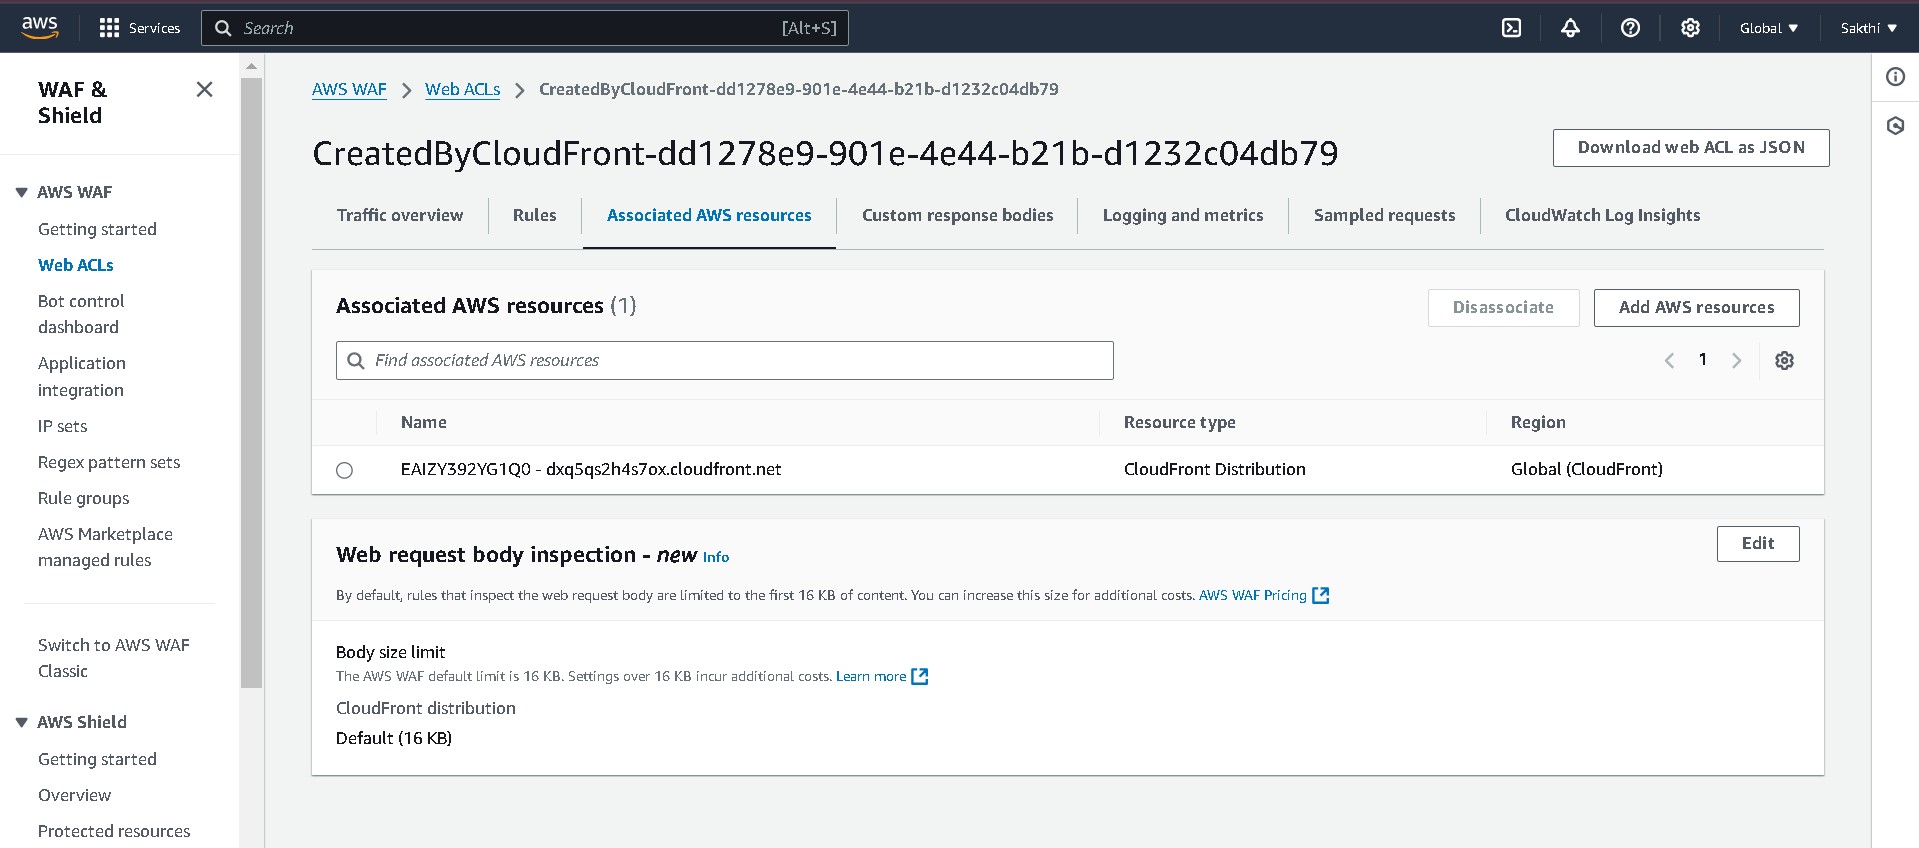 aws Services Search [Alt+S] Global Sakthi
WAF &
Shield
AWS WAF
Getting started
Web ACLs
Bot control
dashboard
Application
integration
IP sets
Regex pattern sets
Rule groups
AWS Marketplace
managed rules
Switch to AWS WAF
Classic
AWS Shield
Getting started
Overview
Protected resources
AWS WAF Web ACLs CreatedByCloudFront-dd1278e9-901e-4e44-b21b-d1232c04db79
CreatedByCloudFront-dd1278e9-901e-4e44-b21b-d1232c04db79 Download web ACL as JSON
Traffic overview Rules Associated AWS resources Custom response bodies Logging and metrics Sampled requests CloudWatch Log Insights
Associated AWS resources (1) Disassociate Add AWS resources
Find associated AWS resources 1
Name Resource type Region
EAIZY392YG1Q0 - dxq5qs2h4s7ox.cloudfront.net CloudFront Distribution Global (CloudFront)
Web request body inspection - new Info Edit
By default, rules that inspect the web request body are limited to the first 16 KB of content. You can increase this size for additional costs. AWS WAF Pricing
Body size limit
The AWS WAF default limit is 16 KB. Settings over 16 KB incur additional costs. Learn more
CloudFront distribution
Default (16 KB)